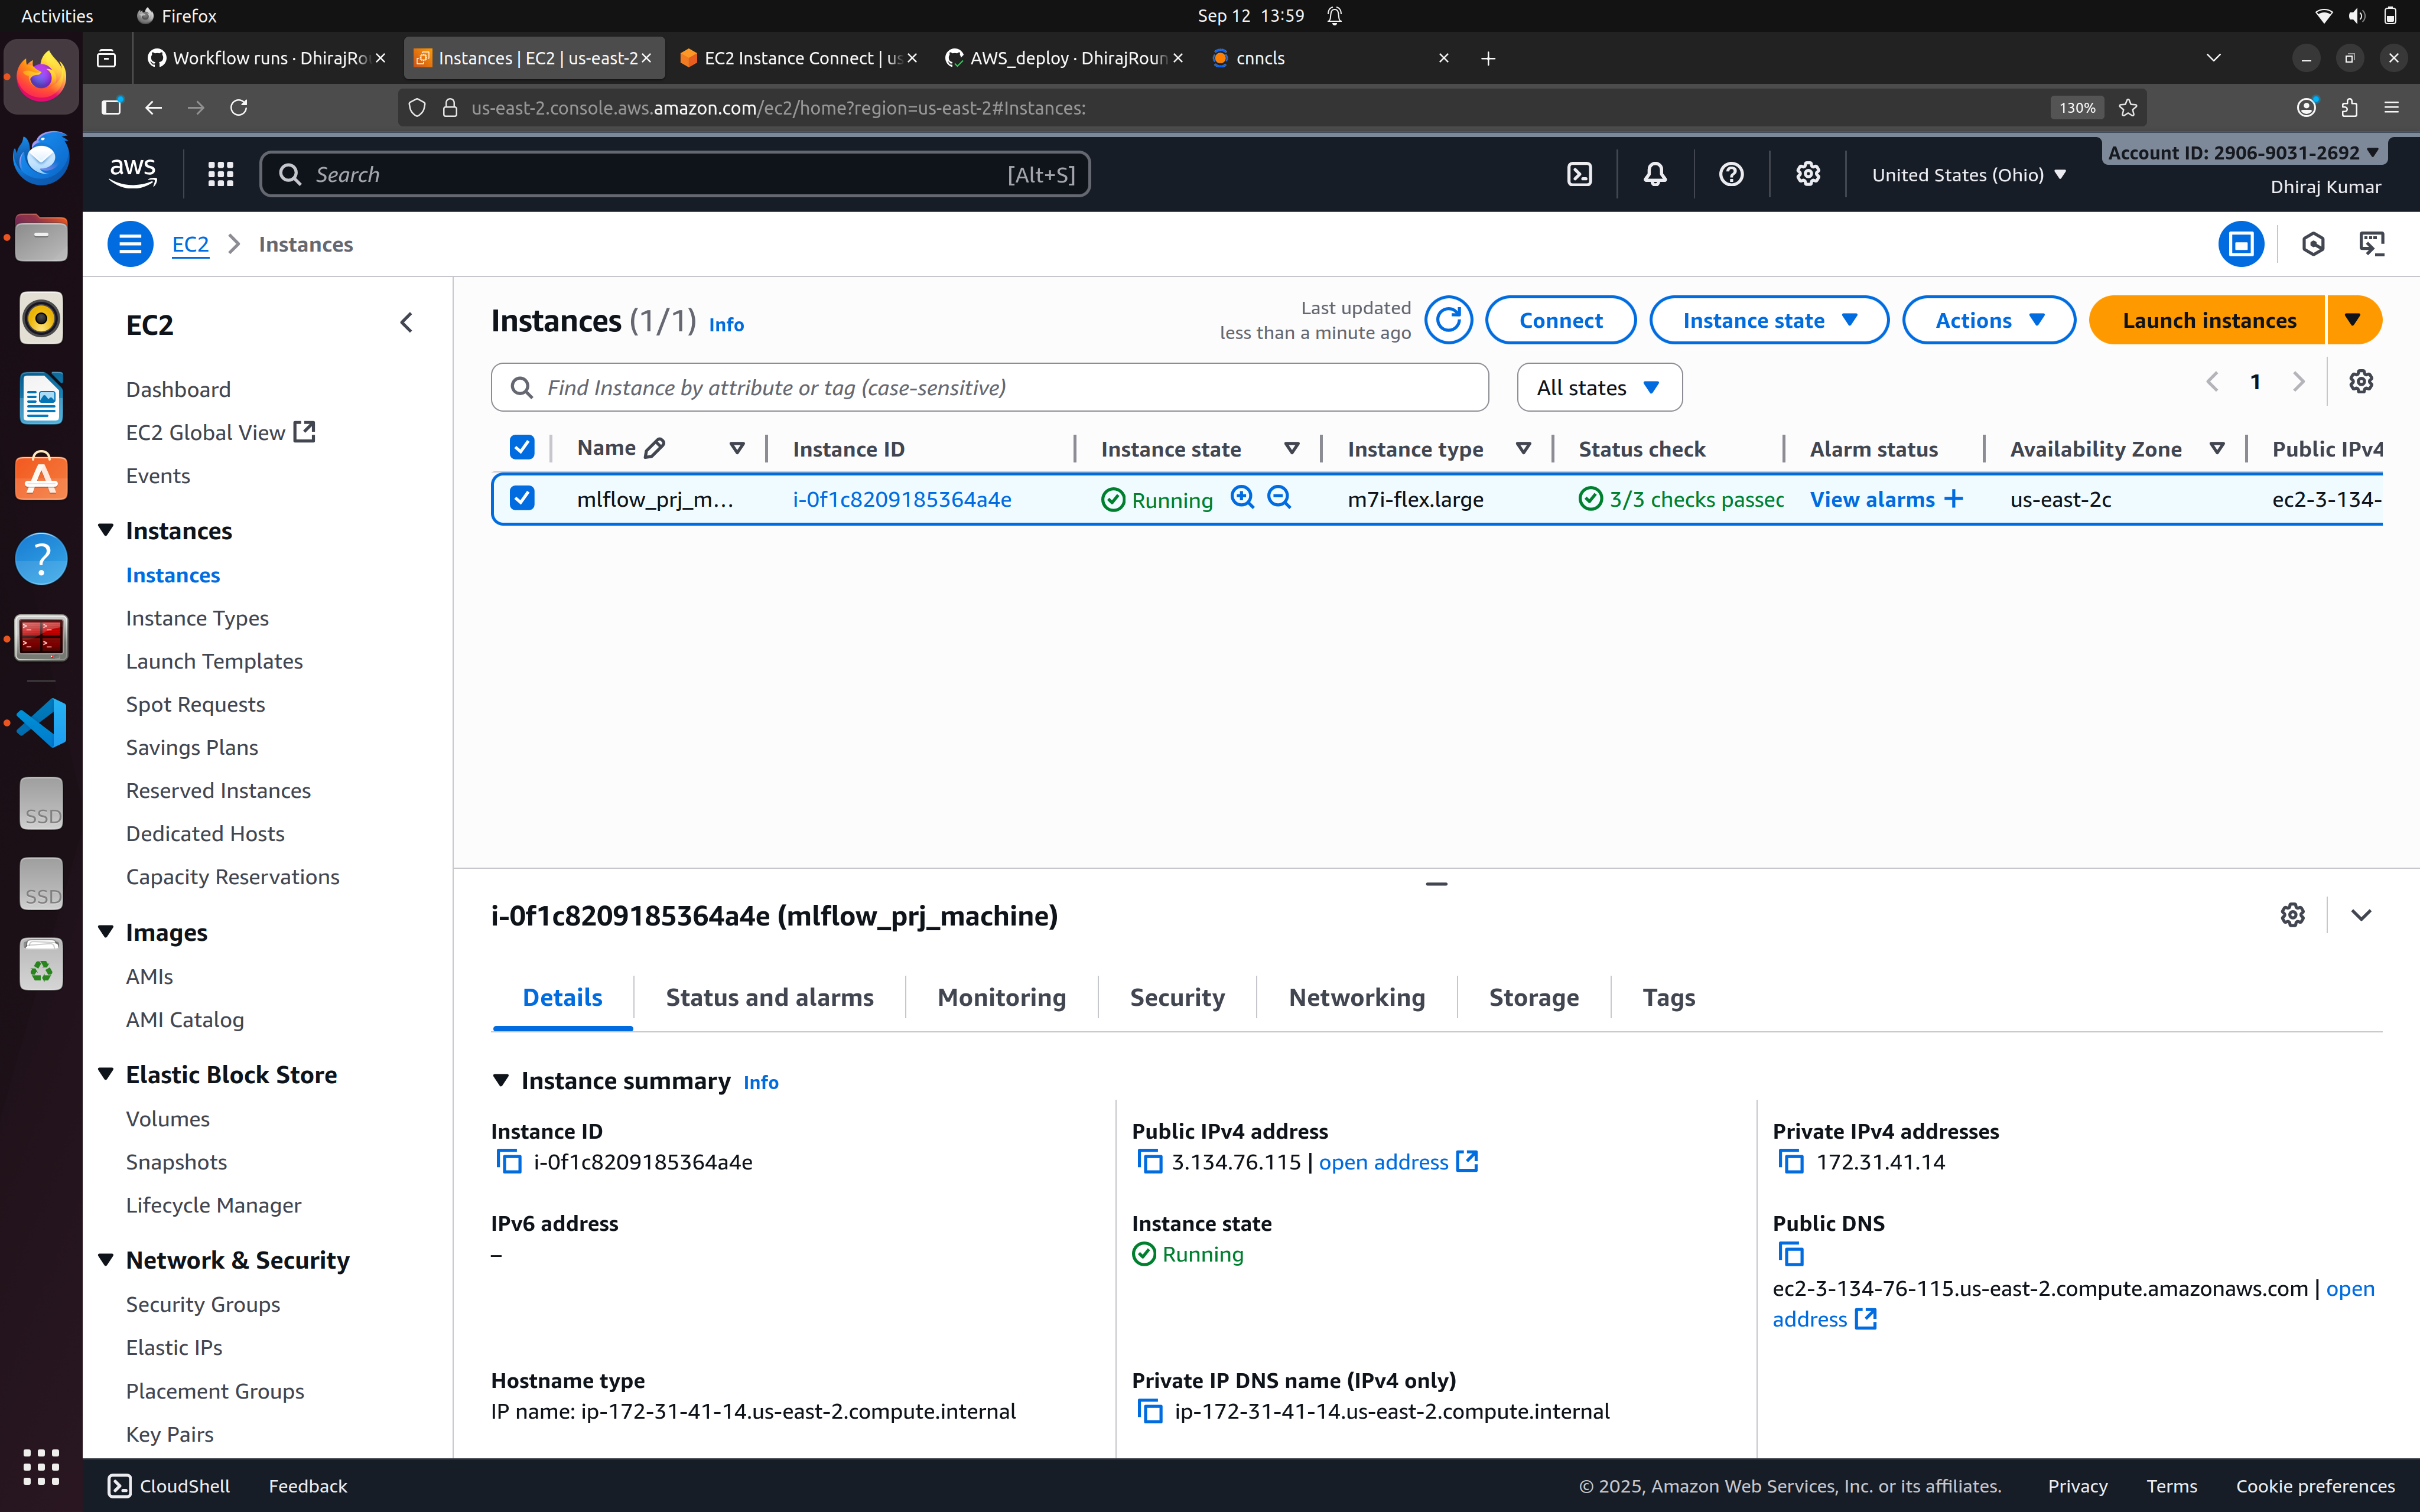 Activities
Firefox
Sep 12 13:59
Workflow runs · DhirajRo
Instances | EC2 | us-east-2
EC2 Instance Connect | us
AWS_deploy · DhirajRoun
cnncls
us-east-2.console.aws.amazon.com/ec2/home?region=us-east-2#Instances:
130%
aws
Search
[Alt+S]
United States (Ohio)
Account ID: 2906-9031-2692
Dhiraj Kumar
EC2
Instances
EC2
Dashboard
EC2 Global View
Events
Instances
Instances
Instance Types
Launch Templates
Spot Requests
Savings Plans
Reserved Instances
Dedicated Hosts
Capacity Reservations
Images
AMIs
AMI Catalog
Elastic Block Store
Volumes
Snapshots
Lifecycle Manager
Network & Security
Security Groups
Elastic IPs
Placement Groups
Key Pairs
Instances (1/1) Info
Last updated
less than a minute ago
Connect
Instance state
Actions
Launch instances
Find Instance by attribute or tag (case-sensitive)
All states
1
Name
Instance ID
Instance state
Instance type
Status check
Alarm status
Availability Zone
Public IPv4
mlflow_prj_m…
i-0f1c8209185364a4e
Running
m7i-flex.large
3/3 checks passec
View alarms
us-east-2c
ec2-3-134-
i-0f1c8209185364a4e (mlflow_prj_machine)
Details
Status and alarms
Monitoring
Security
Networking
Storage
Tags
Instance summary Info
Instance ID
i-0f1c8209185364a4e
Public IPv4 address
3.134.76.115 | open address
Private IPv4 addresses
172.31.41.14
IPv6 address
–
Instance state
Running
Public DNS
ec2-3-134-76-115.us-east-2.compute.amazonaws.com | open
address
Hostname type
IP name: ip-172-31-41-14.us-east-2.compute.internal
Private IP DNS name (IPv4 only)
ip-172-31-41-14.us-east-2.compute.internal
SSD
SSD
CloudShell
Feedback
© 2025, Amazon Web Services, Inc. or its affiliates.
Privacy
Terms
Cookie preferences